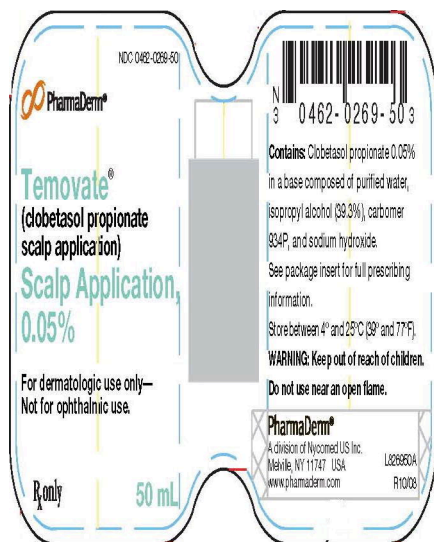 NDC 0462-0269-50
PharmaDerm®
Temovate®
(clobetasol propionate
scalp application)
Scalp Application,
0.05%
For dermatologic use only—
Not for ophthalmic use.
Rx only
50 mL
N
3 0462-0269-50 3
Contains: Clobetasol propionate 0.05%
in a base composed of purified water,
isopropyl alcohol (39.3%), carbomer
934P, and sodium hydroxide.
See package insert for full prescribing
information.
Store between 4° and 25°C (39° and 77°F).
WARNING: Keep out of reach of children.
Do not use near an open flame.
PharmaDerm®
A division of Nycomed US Inc.
Melville, NY 11747 USA
www.pharmaderm.com
L826950A
R10/08